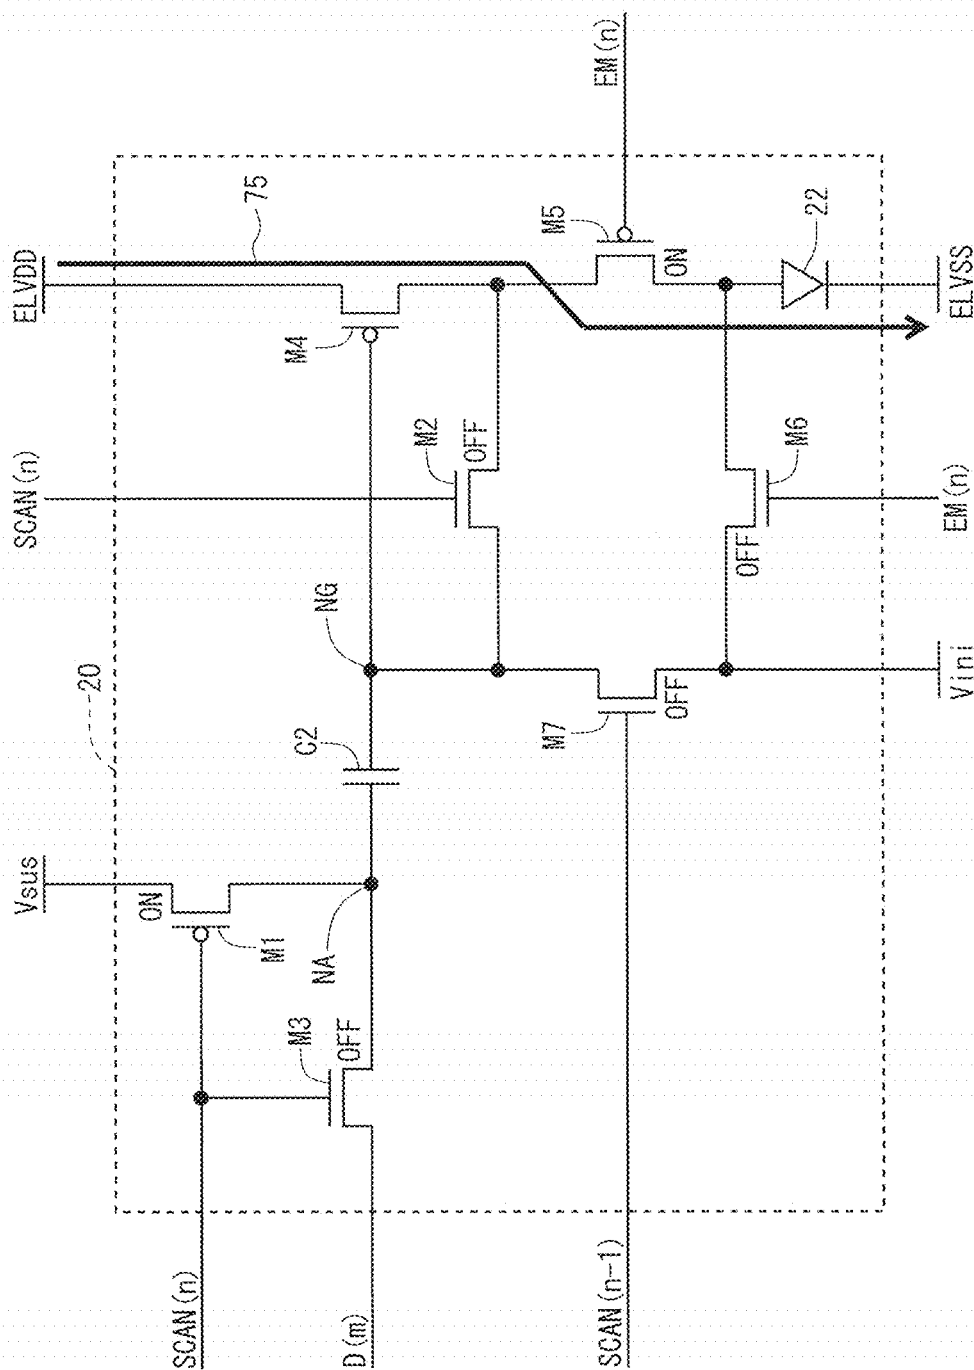 EM(n)
75
ELVDD
M5
ON
22
ELVSS
M4
SCAN(n)
M2
OFF
M6
OFF
EM(n)
NG
20
C2
M7
OFF
Vini
Vsus
ON
M1
NA
M3
OFF
SCAN(n)
D(m)
SCAN(n-1)